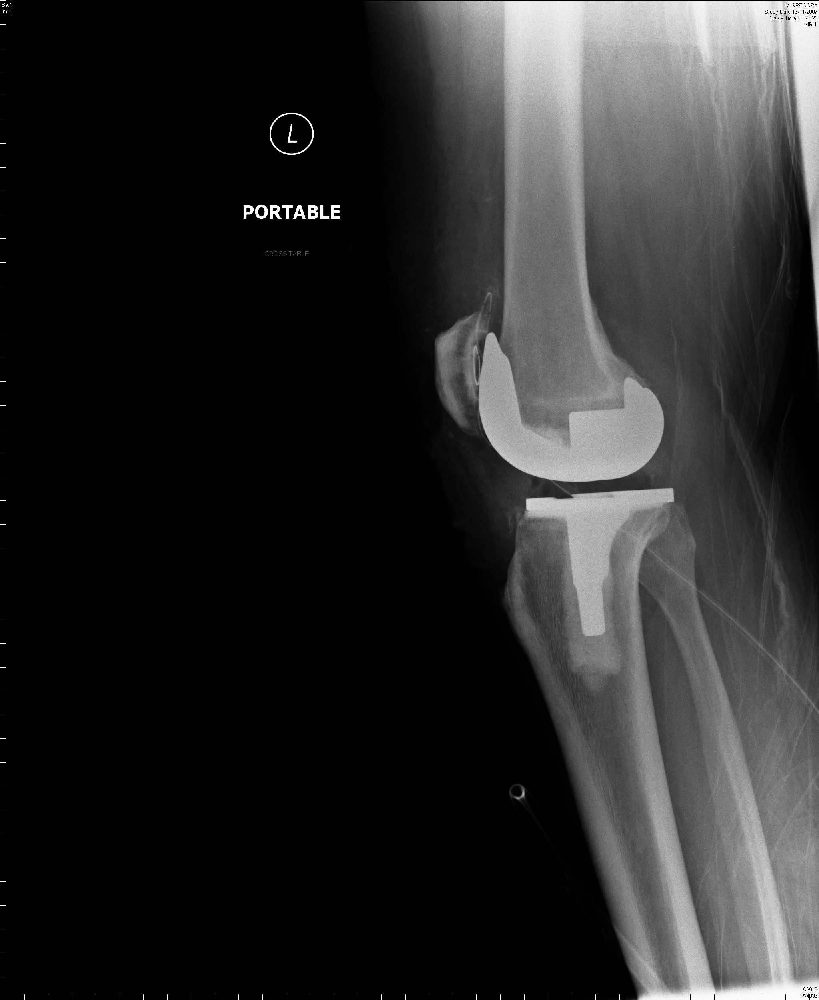 Se:1
Im:1
M.GREGORY
Study Date:13/11/2007
Study Time:12:21:25
MRN:
L
PORTABLE
CROSS TABLE
C2048
W4096